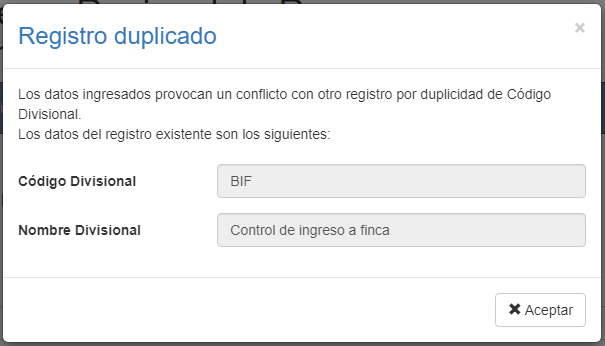 Registro duplicado
×
Los datos ingresados provocan un conflicto con otro registro por duplicidad de Código
Divisional.
Los datos del registro existente son los siguientes:
Código Divisional
BIF
Nombre Divisional
Control de ingreso a finca
✖ Aceptar